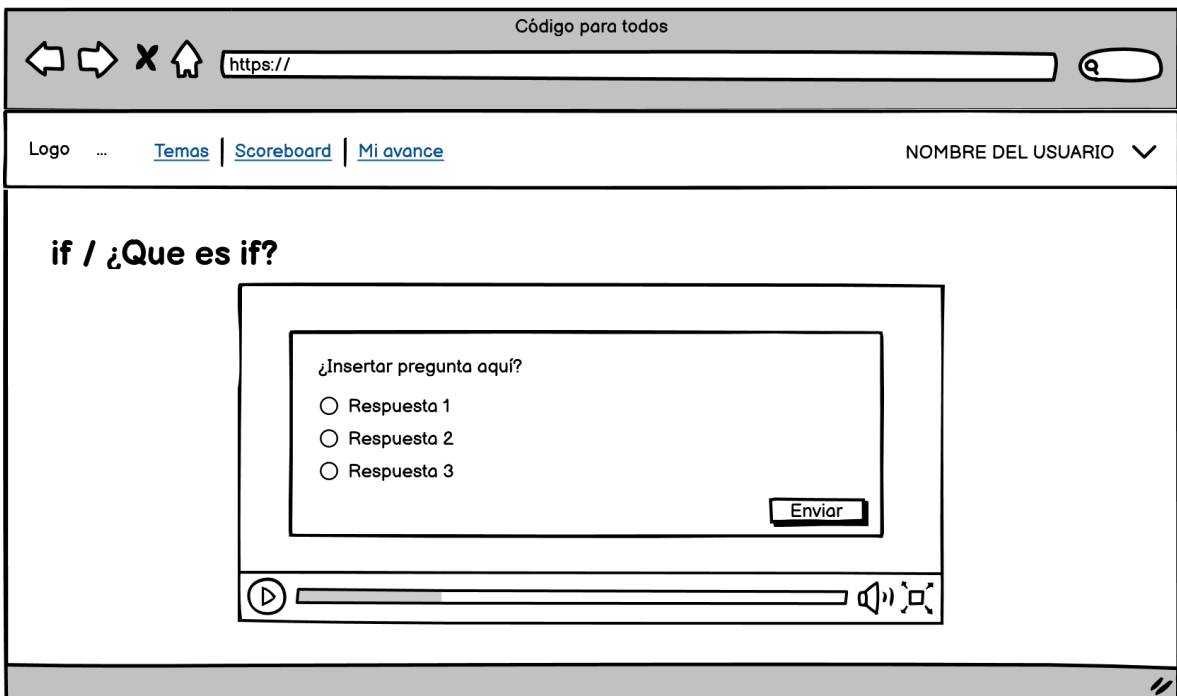 Código para todos
https://
Logo ... Temas Scoreboard Mi avance NOMBRE DEL USUARIO
if / ¿Que es if?
¿Insertar pregunta aquí?
Respuesta 1
Respuesta 2
Respuesta 3
Enviar